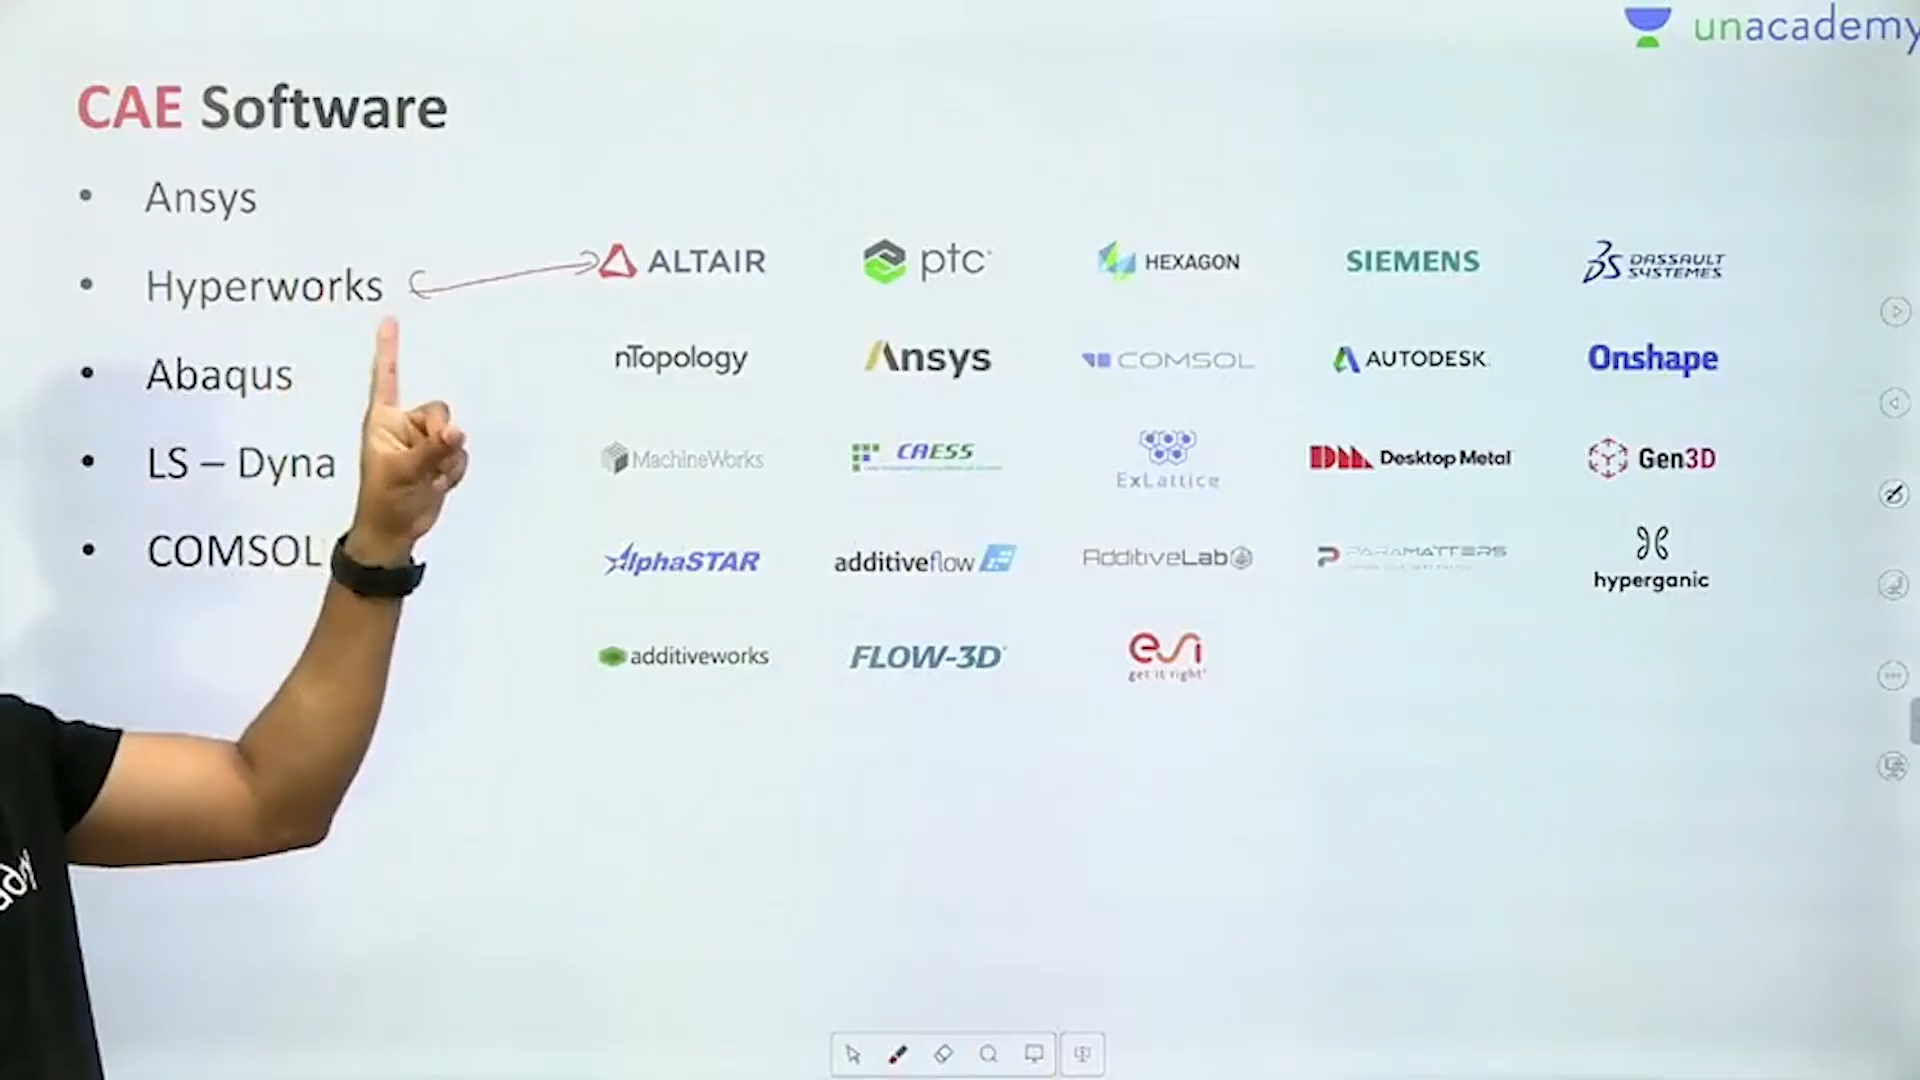 unacademy
CAE Software
• Ansys
• Hyperworks
• Abaqus
• LS – Dyna
• COMSOL
ALTAIR ptc HEXAGON SIEMENS DASSAULT SYSTEMES
nTopology Ansys COMSOL AUTODESK Onshape
MachineWorks CAESS ExLattice Desktop Metal Gen3D
AlphaSTAR additiveflow AdditiveLab PARAMATTERS hyperganic
additiveworks FLOW-3D esi
get it right